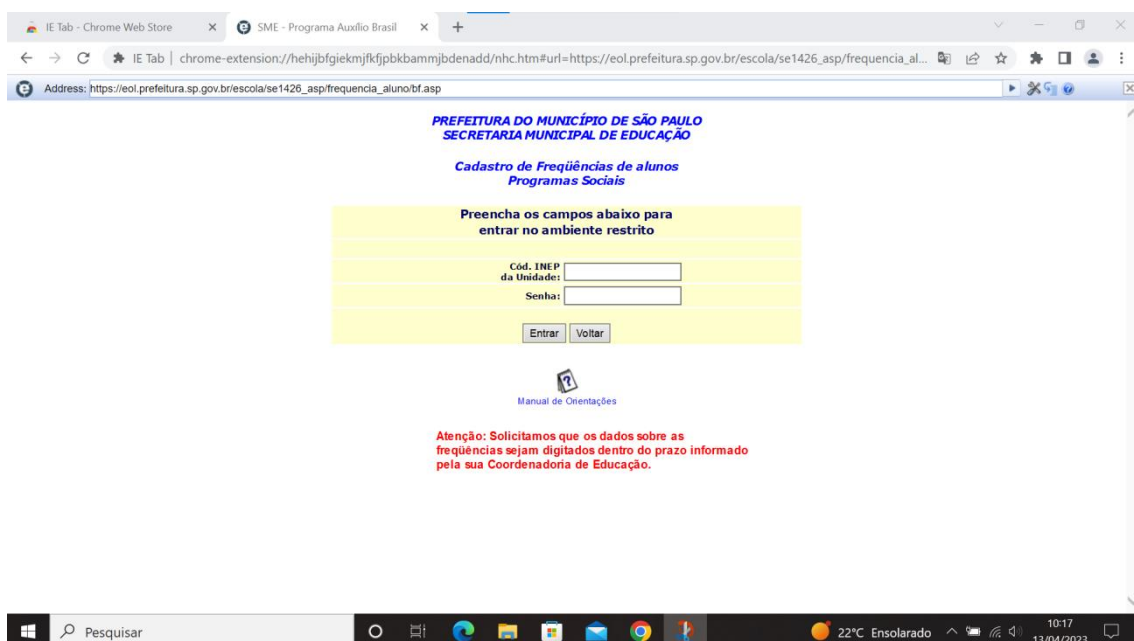 IE Tab - Chrome Web Store
SME - Programa Auxílio Brasil
IE Tab | chrome-extension://hehijbfgiekmjfkfjpbkbammjbdenadd/nhc.htm#url=https://eol.prefeitura.sp.gov.br/escola/se1426_asp/frequencia_al...
Address: https://eol.prefeitura.sp.gov.br/escola/se1426_asp/frequencia_aluno/bf.asp
PREFEITURA DO MUNICÍPIO DE SÃO PAULO
SECRETARIA MUNICIPAL DE EDUCAÇÃO
Cadastro de Freqüências de alunos
Programas Sociais
Preencha os campos abaixo para
entrar no ambiente restrito
Cód. INEP
da Unidade:
Senha:
Entrar Voltar
Manual de Orientações
Atenção: Solicitamos que os dados sobre as
freqüências sejam digitados dentro do prazo informado
pela sua Coordenadoria de Educação.
Pesquisar
22°C Ensolarado
10:17
13/04/2023